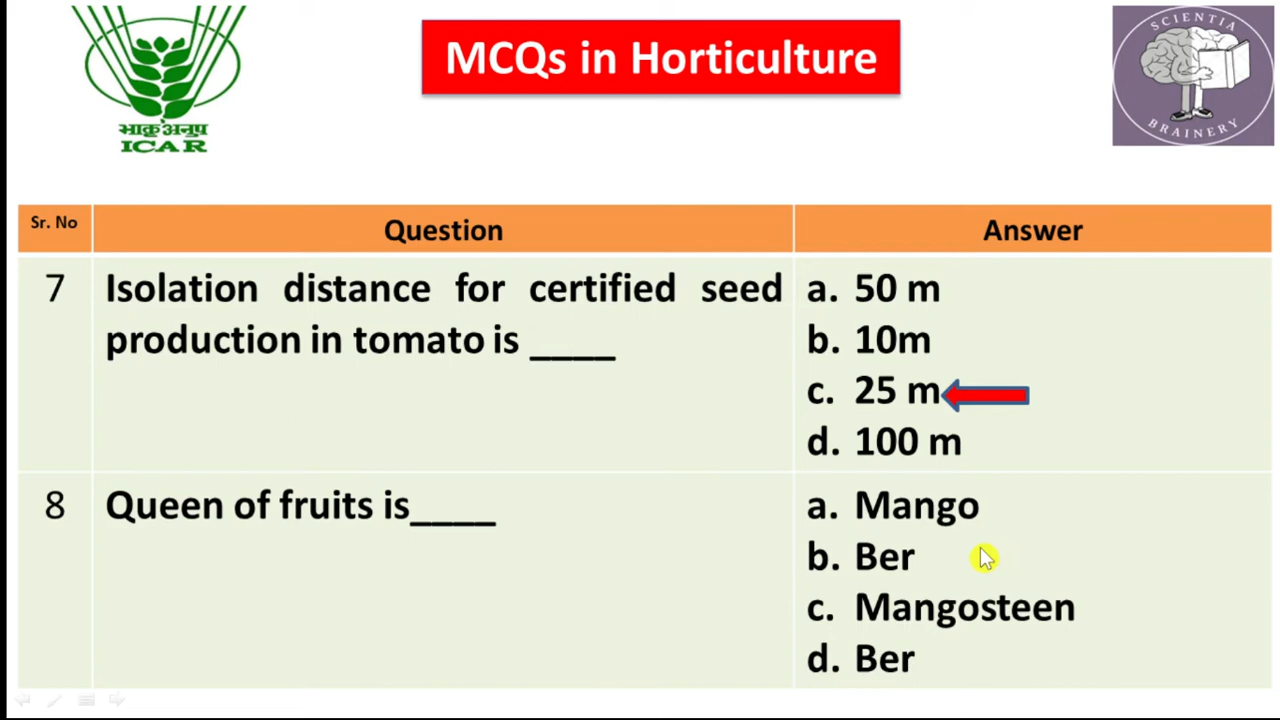 भाकृअनुप
ICAR
MCQs in Horticulture
SCIENTIA
BRAINERY
Sr. No Question Answer
7 Isolation distance for certified seed
production in tomato is ____
a. 50 m
b. 10m
c. 25 m
d. 100 m
8 Queen of fruits is____
a. Mango
b. Ber
c. Mangosteen
d. Ber